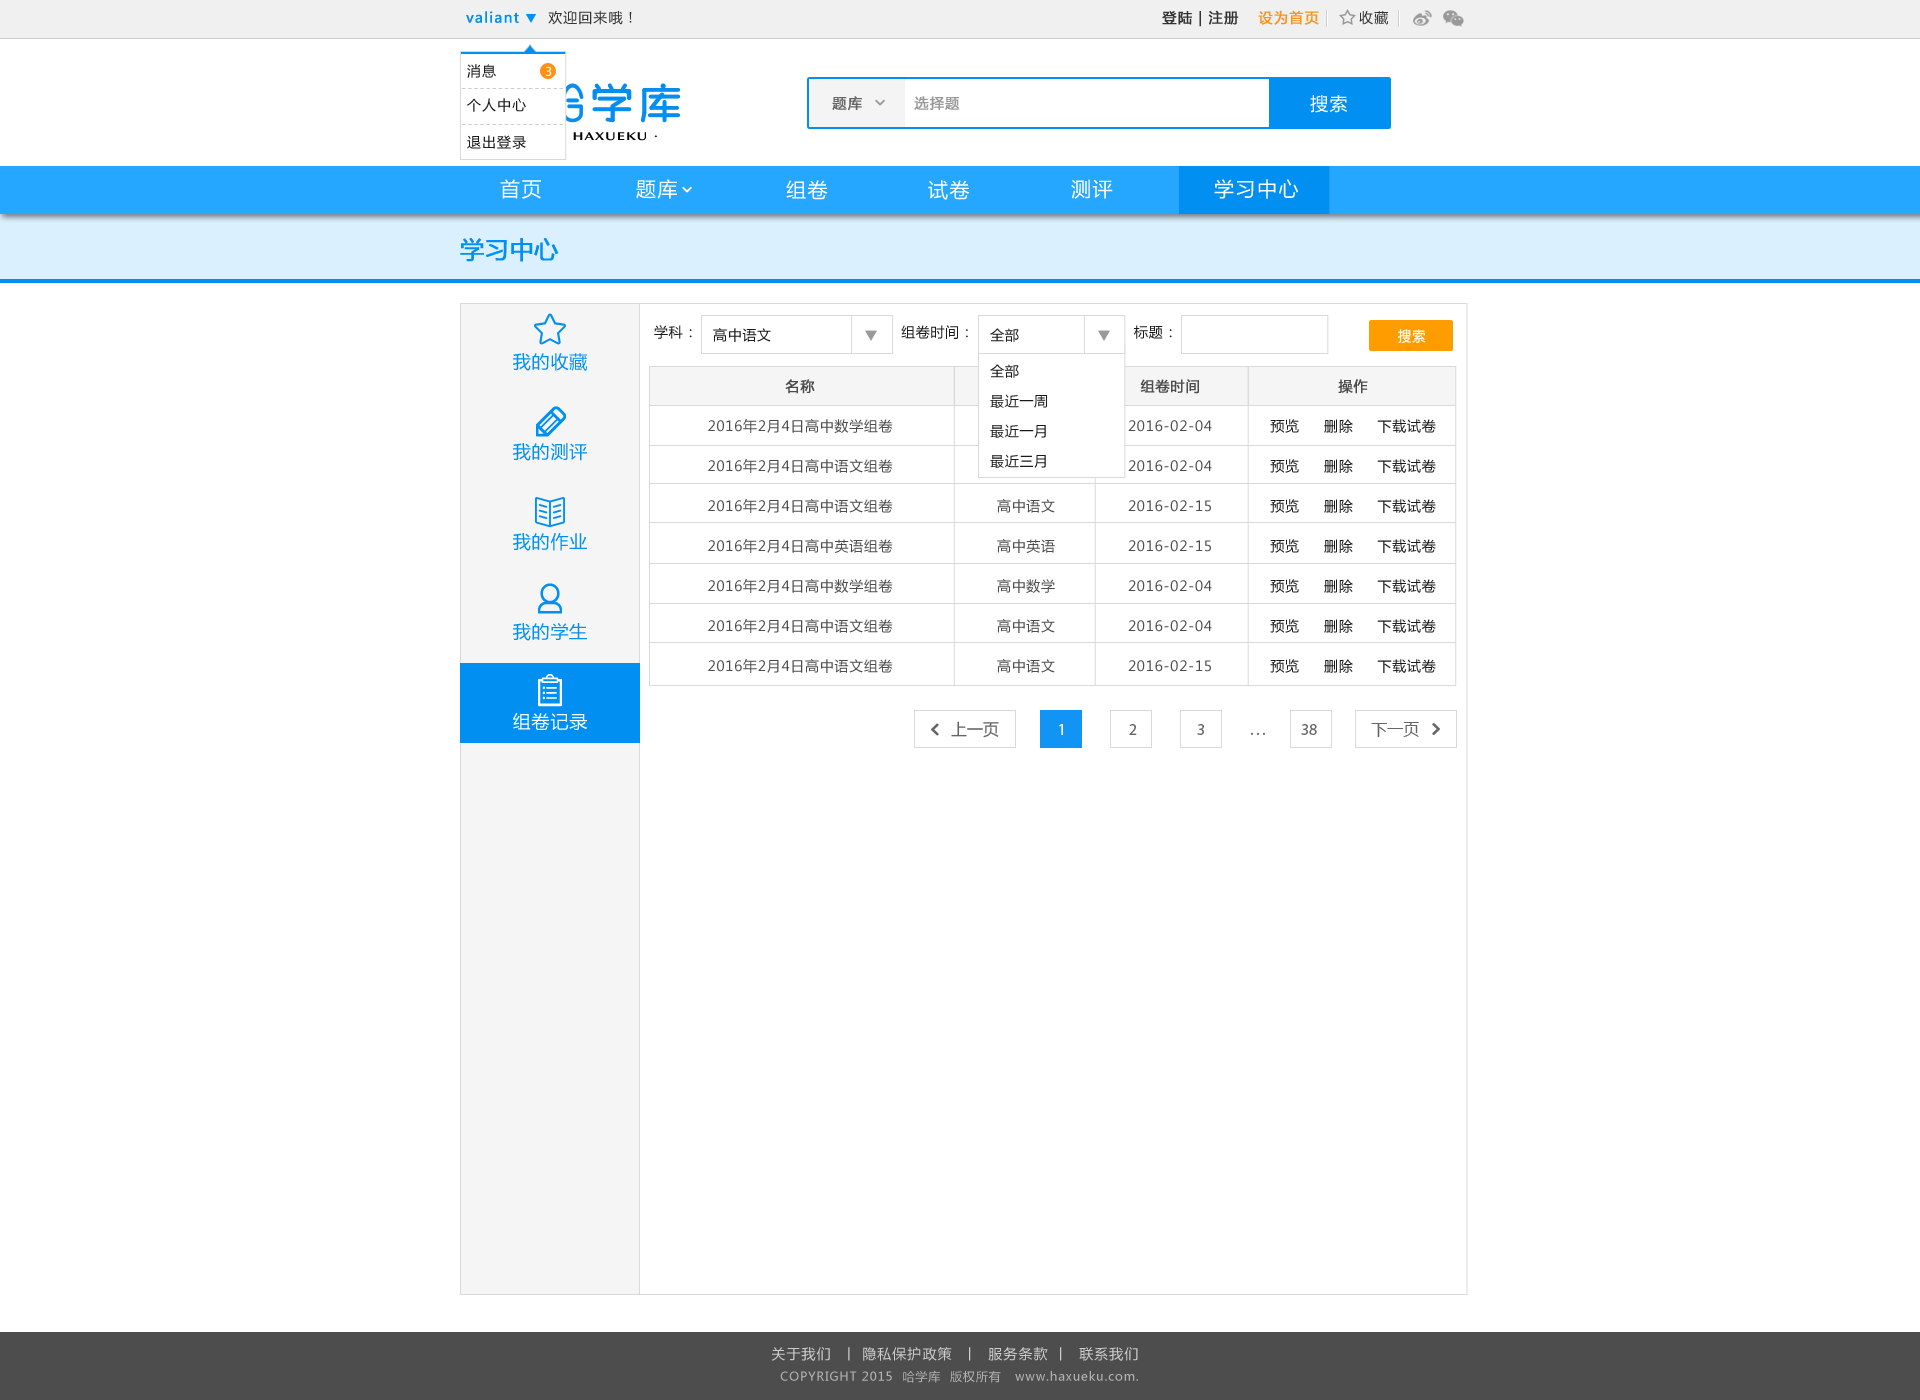 valiant ▼ 欢迎回来哦！ 登陆 | 注册 设为首页 收藏
消息 3
个人中心
退出登录
学库
HAXUEKU ·
题库 选择题 搜索
首页 题库 组卷 试卷 测评 学习中心
学习中心
我的收藏
我的测评
我的作业
我的学生
组卷记录
学科： 高中语文 ▼ 组卷时间： 全部 ▼ 标题： 搜索
全部
最近一周
最近一月
最近三月
名称 组卷时间 操作
2016年2月4日高中数学组卷 2016-02-04 预览 删除 下载试卷
2016年2月4日高中语文组卷 2016-02-04 预览 删除 下载试卷
2016年2月4日高中语文组卷 高中语文 2016-02-15 预览 删除 下载试卷
2016年2月4日高中英语组卷 高中英语 2016-02-15 预览 删除 下载试卷
2016年2月4日高中数学组卷 高中数学 2016-02-04 预览 删除 下载试卷
2016年2月4日高中语文组卷 高中语文 2016-02-04 预览 删除 下载试卷
2016年2月4日高中语文组卷 高中语文 2016-02-15 预览 删除 下载试卷
上一页 1 2 3 ... 38 下一页
关于我们 | 隐私保护政策 | 服务条款 | 联系我们
COPYRIGHT 2015 哈学库 版权所有 www.haxueku.com.